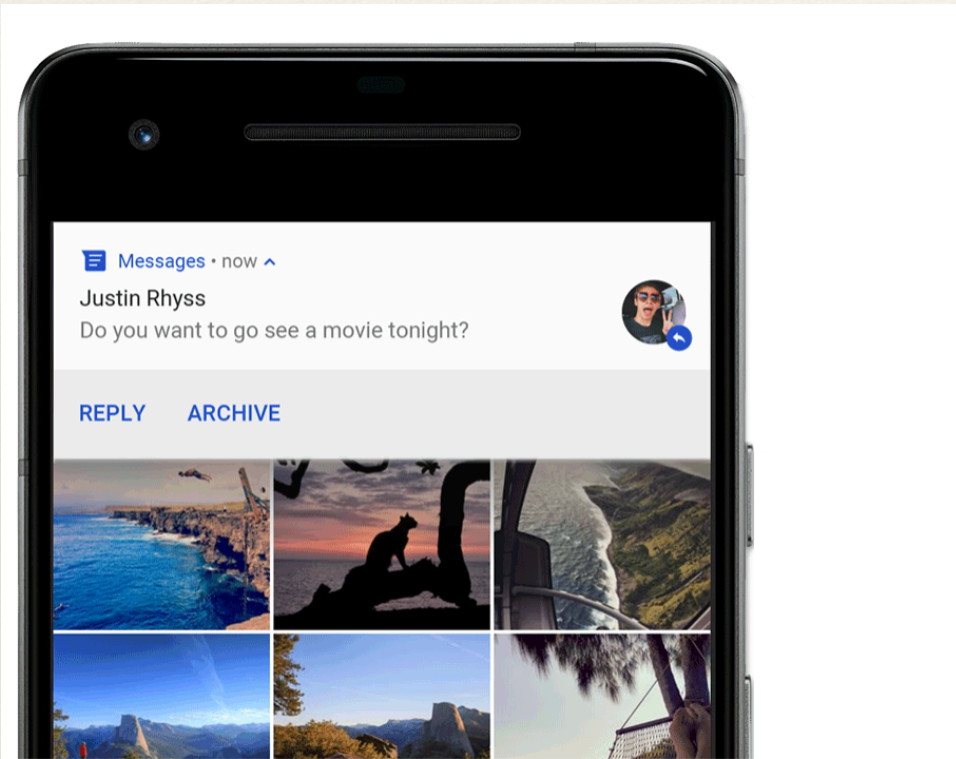 Messages • now
Justin Rhyss
Do you want to go see a movie tonight?
REPLY ARCHIVE